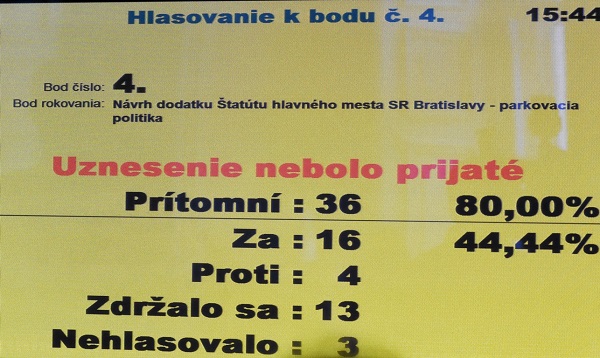 Hlasovanie k bodu č. 4. 15:44
Bod číslo: 4.
Bod rokovania: Návrh dodatku Štatútu hlavného mesta SR Bratislavy - parkovacia
politika
Uznesenie nebolo prijaté
Prítomní : 36 80,00%
Za : 16 44,44%
Proti : 4
Zdržalo sa : 13
Nehlasovalo : 3